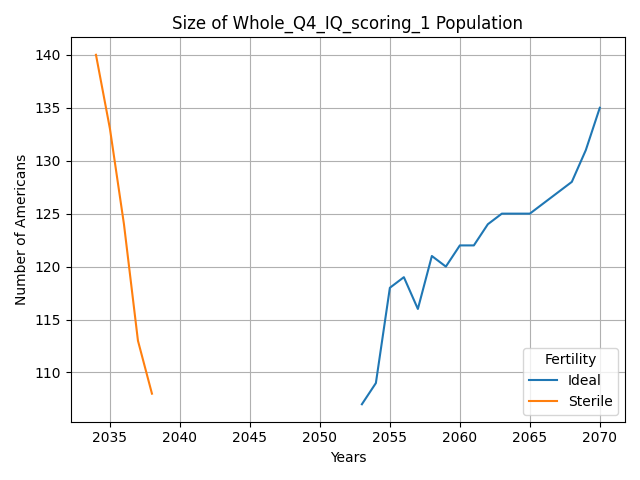 Size of Whole_Q4_IQ_scoring_1 Population
Number of Americans
140
135
130
125
120
115
110
Fertility
Ideal
Sterile
2035 2040 2045 2050 2055 2060 2065 2070
Years